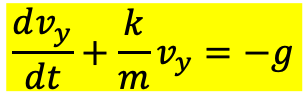 dv_y/dt + k/m v_y = −g